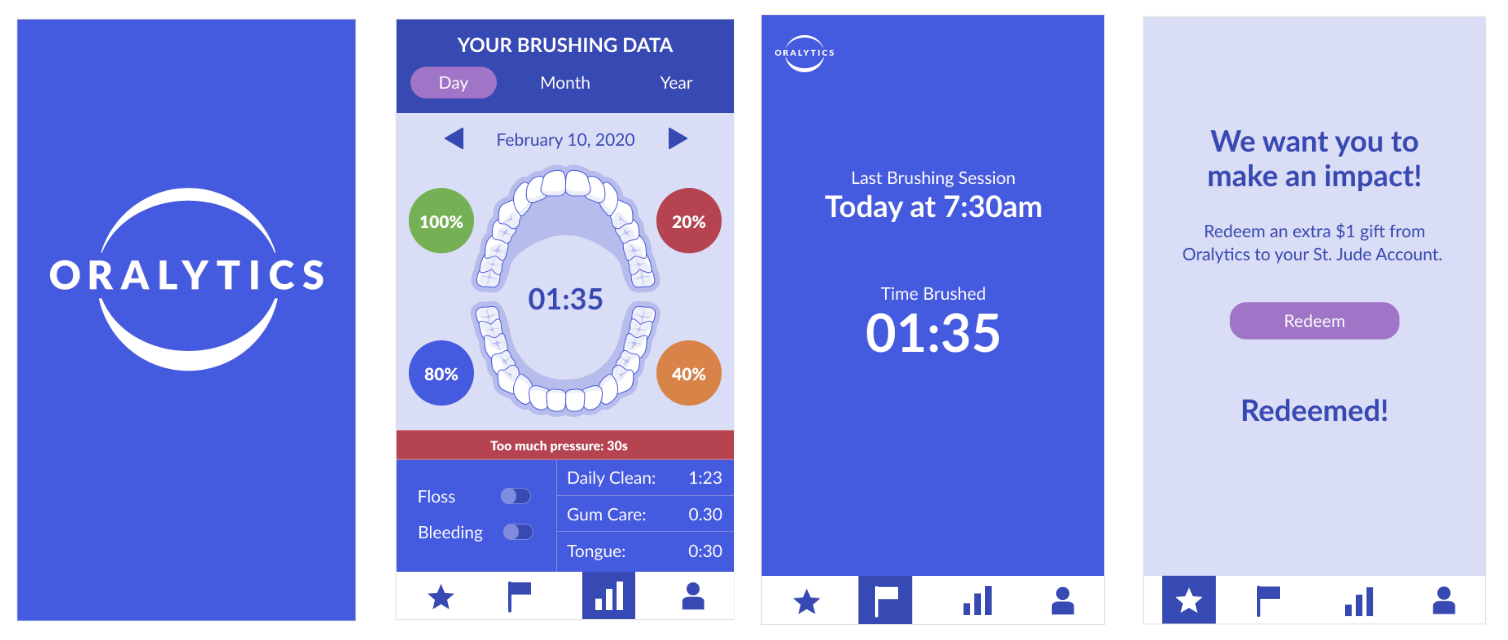 ORALYTICS
YOUR BRUSHING DATA
Day Month Year
February 10, 2020
100% 20%
01:35
80% 40%
Too much pressure: 30s
Floss
Bleeding
Daily Clean: 1:23
Gum Care: 0.30
Tongue: 0:30
ORALYTICS
Last Brushing Session
Today at 7:30am
Time Brushed
01:35
We want you to
make an impact!
Redeem an extra $1 gift from
Oralytics to your St. Jude Account.
Redeem
Redeemed!